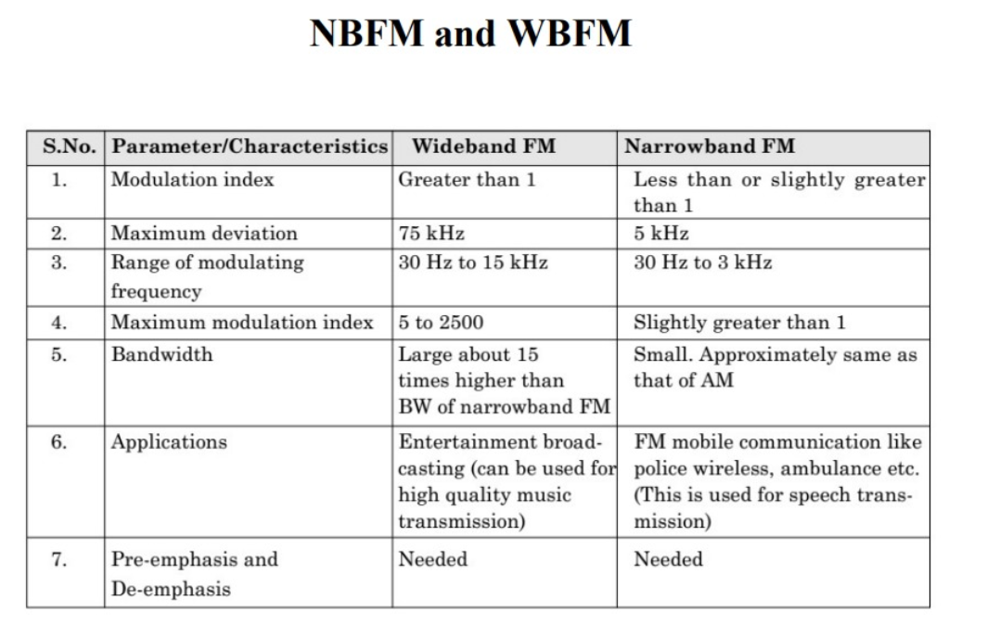 NBFM and WBFM
S.No. Parameter/Characteristics Wideband FM Narrowband FM
1. Modulation index Greater than 1 Less than or slightly greater
than 1
2. Maximum deviation 75 kHz 5 kHz
3. Range of modulating 30 Hz to 15 kHz 30 Hz to 3 kHz
frequency
4. Maximum modulation index 5 to 2500 Slightly greater than 1
5. Bandwidth Large about 15 Small. Approximately same as
times higher than that of AM
BW of narrowband FM
6. Applications Entertainment broad- FM mobile communication like
casting (can be used for police wireless, ambulance etc.
high quality music (This is used for speech trans-
transmission) mission)
7. Pre-emphasis and Needed Needed
De-emphasis